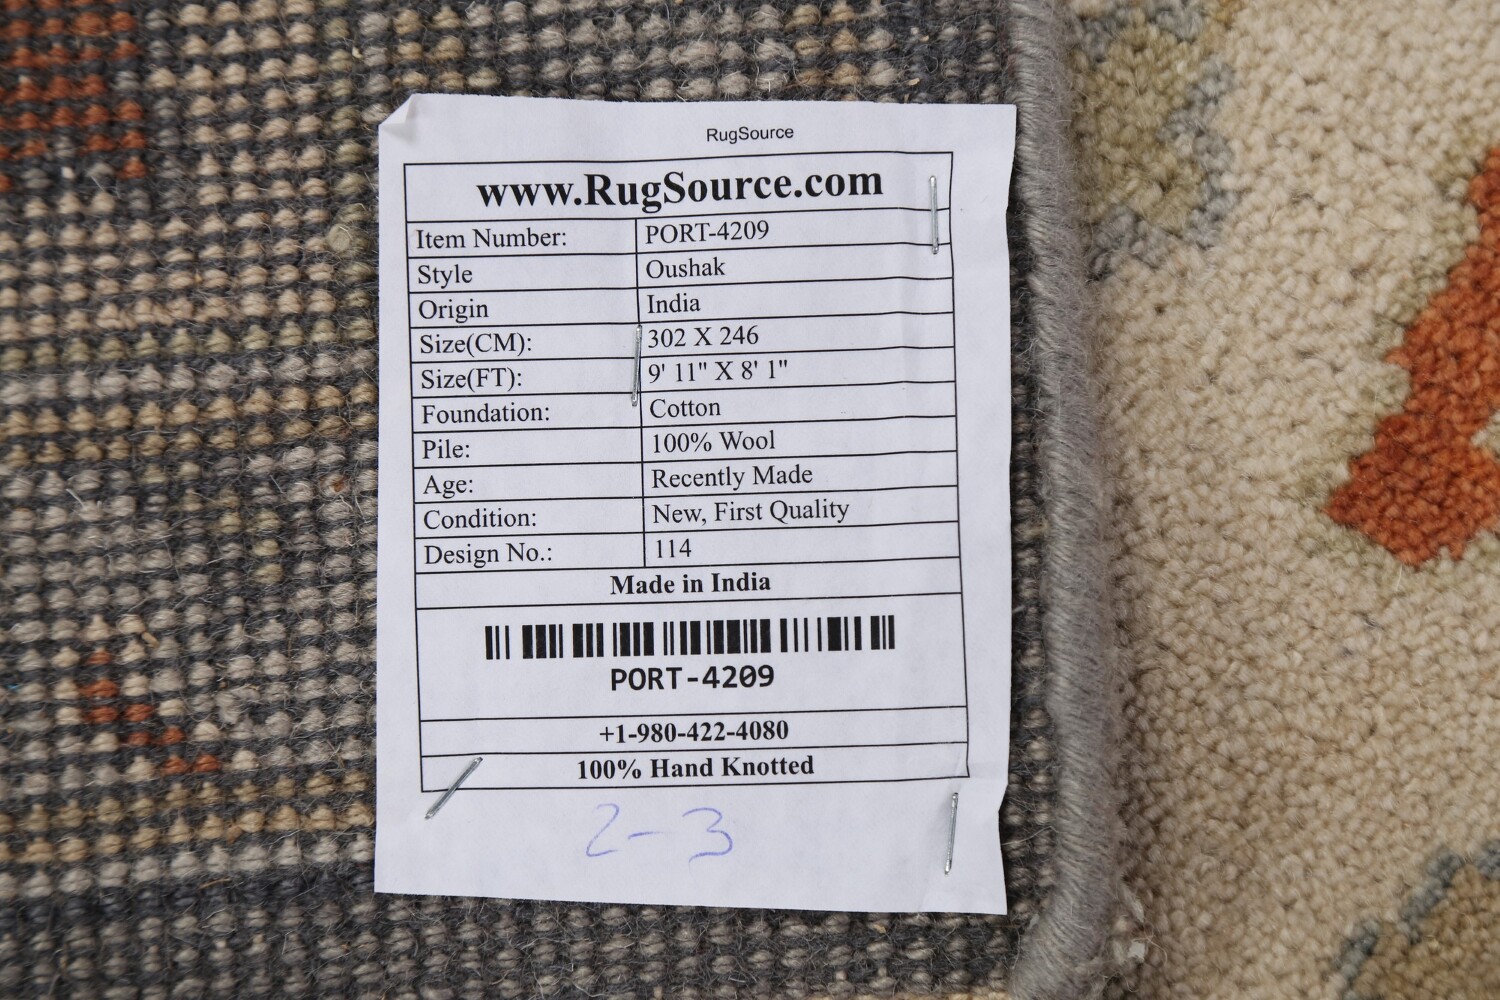 RugSource
www.RugSource.com
Item Number: PORT-4209
Style Oushak
Origin India
Size(CM): 302 X 246
Size(FT): 9' 11" X 8' 1"
Foundation: Cotton
Pile: 100% Wool
Age: Recently Made
Condition: New, First Quality
Design No.: 114
Made in India
PORT-4209
+1-980-422-4080
100% Hand Knotted
2-3